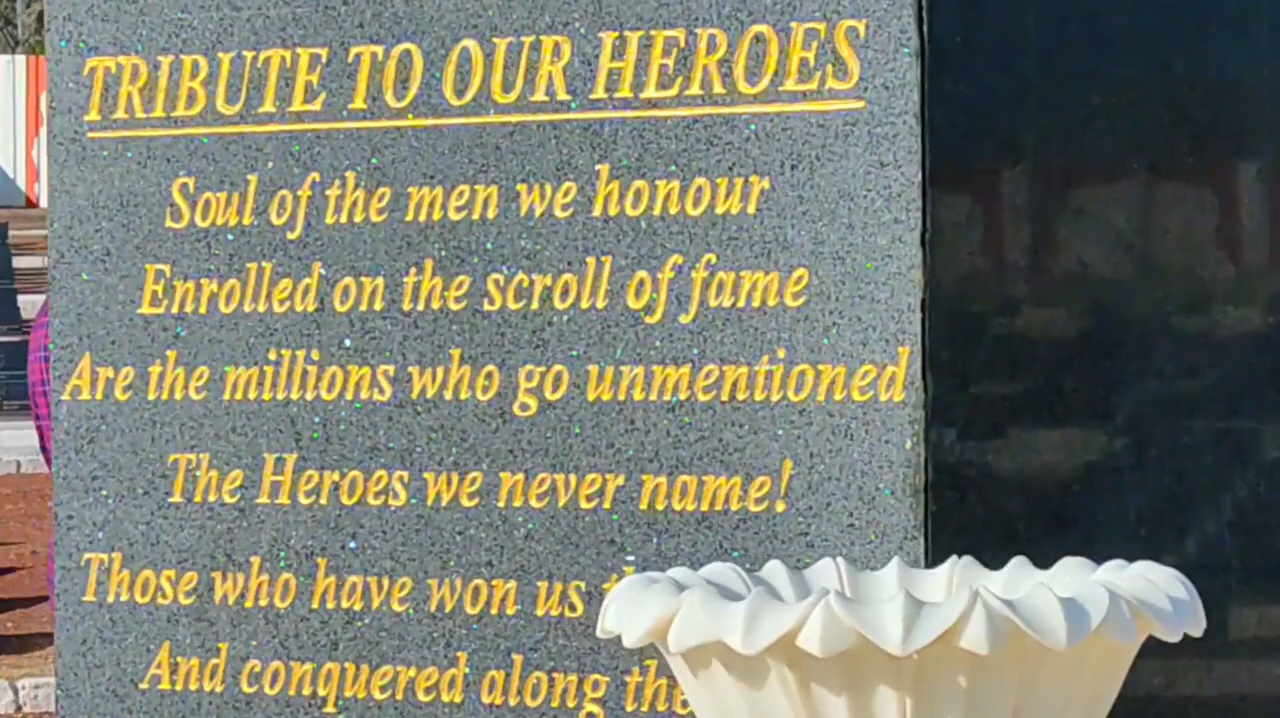 TRIBUTE TO OUR HEROES
Soul of the men we honour
Enrolled on the scroll of fame
Are the millions who go unmentioned
The Heroes we never name!
Those who have won us
And conquered along the